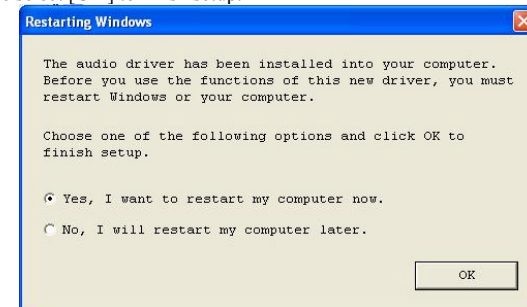 Restarting Windows
The audio driver has been installed into your computer.
Before you use the functions of this new driver, you must
restart Windows or your computer.
Choose one of the following options and click OK to
finish setup.
Yes, I want to restart my computer now.
No, I will restart my computer later.
OK